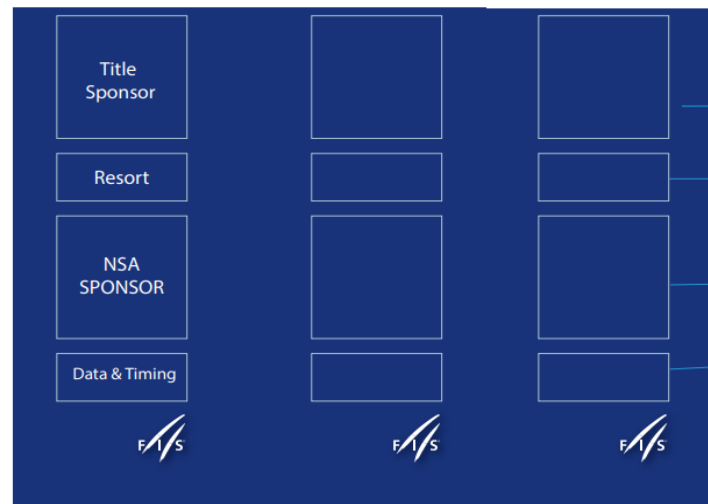 Title
Sponsor
Resort
NSA
SPONSOR
Data & Timing
FIS
FIS
FIS